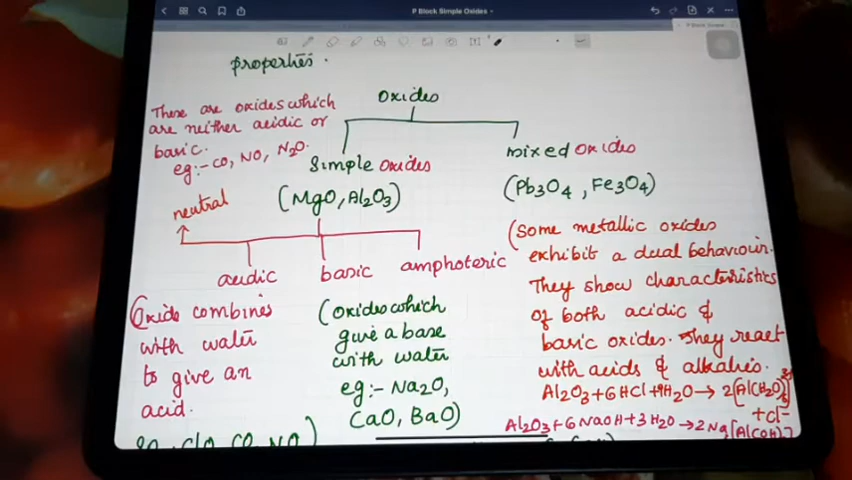 P Block Simple Oxides
properties.
Oxides
These are oxides which
are neither acidic or
basic.
eg:- CO, NO, N2O.
Simple oxides
(MgO, Al2O3)
mixed oxides
(Pb3O4, Fe3O4)
neutral
acidic
basic
amphoteric
Oxide combines
with water
to give an
acid.
(oxides which
give a base
with water
eg:- Na2O,
CaO, BaO)
(Some metallic oxides
exhibit a dual behaviour.
They show characteristics
of both acidic &
basic oxides. They react
with acids & alkalies.
Al2O3 + 6HCl + 9H2O → 2[Al(H2O)6]
+Cl-
Al2O3 + 6NaOH + 3H2O → 2Na3[Al(OH)